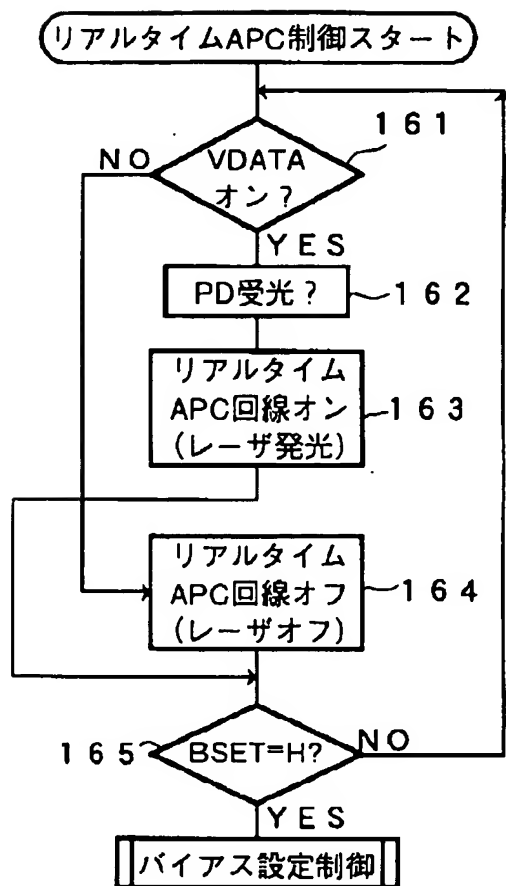 リアルタイムAPC制御スタート
161
NO
VDATA
オン？
YES
PD受光？
162
リアルタイム
APC回線オン
(レーザ発光)
163
リアルタイム
APC回線オフ
(レーザオフ)
164
165
BSET=H?
NO
YES
バイアス設定制御